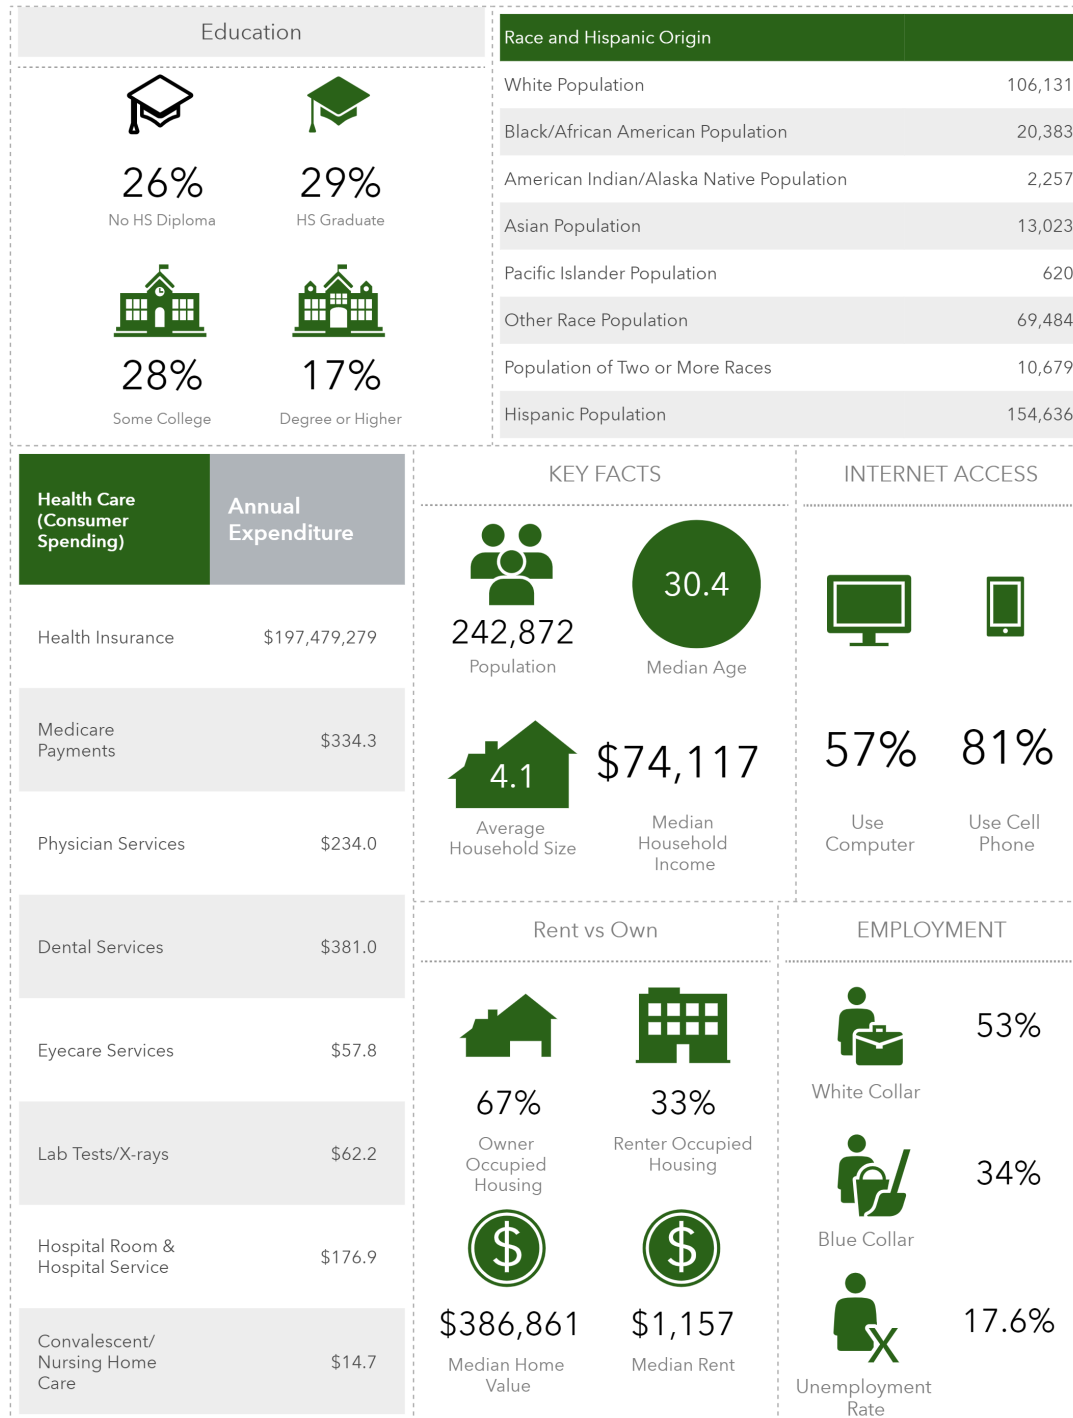 Education
26%
29%
No HS Diploma
HS Graduate
28%
17%
Some College
Degree or Higher
Race and Hispanic Origin
White Population 106,131
Black/African American Population 20,383
American Indian/Alaska Native Population 2,257
Asian Population 13,023
Pacific Islander Population 620
Other Race Population 69,484
Population of Two or More Races 10,679
Hispanic Population 154,636
Health Care
(Consumer
Spending)
Annual
Expenditure
Health Insurance $197,479,279
Medicare
Payments
$334.3
Physician Services $234.0
Dental Services $381.0
Eyecare Services $57.8
Lab Tests/X-rays $62.2
Hospital Room &
Hospital Service
$176.9
Convalescent/
Nursing Home
Care
$14.7
KEY FACTS
242,872
Population
30.4
Median Age
4.1
Average
Household Size
$74,117
Median
Household
Income
INTERNET ACCESS
57%
81%
Use
Computer
Use Cell
Phone
Rent vs Own
67%
Owner
Occupied
Housing
33%
Renter Occupied
Housing
$
$
$386,861
Median Home
Value
$1,157
Median Rent
EMPLOYMENT
53%
White Collar
34%
Blue Collar
X
17.6%
Unemployment
Rate